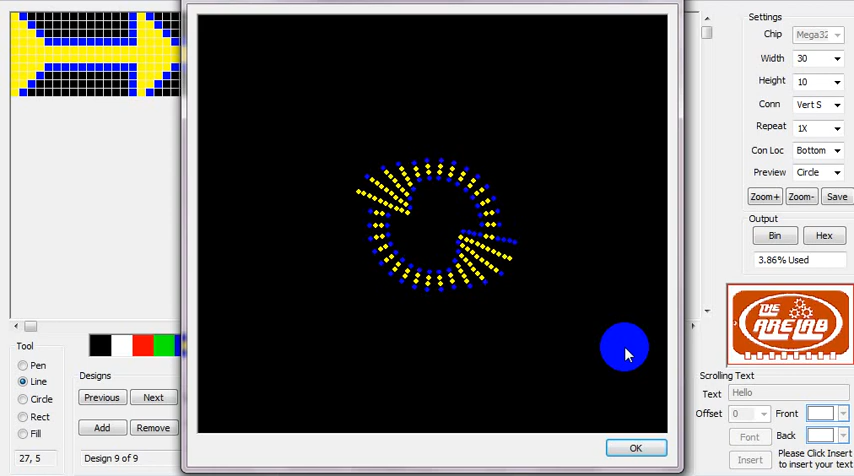 Settings
Chip Mega32
Width 30
Height 10
Conn Vert S
Repeat 1X
Con Loc Bottom
Preview Circle
Zoom+ Zoom- Save
Output
Bin Hex
3.86% Used
THE
ARE LAB
Scrolling Text
Text Hello
Offset 0 Front
Back
Font
Insert
Please Click Insert
to insert your text
Tool
Pen
Line
Circle
Rect
Fill
27, 5
Designs
Previous Next
Add Remove
Design 9 of 9
OK